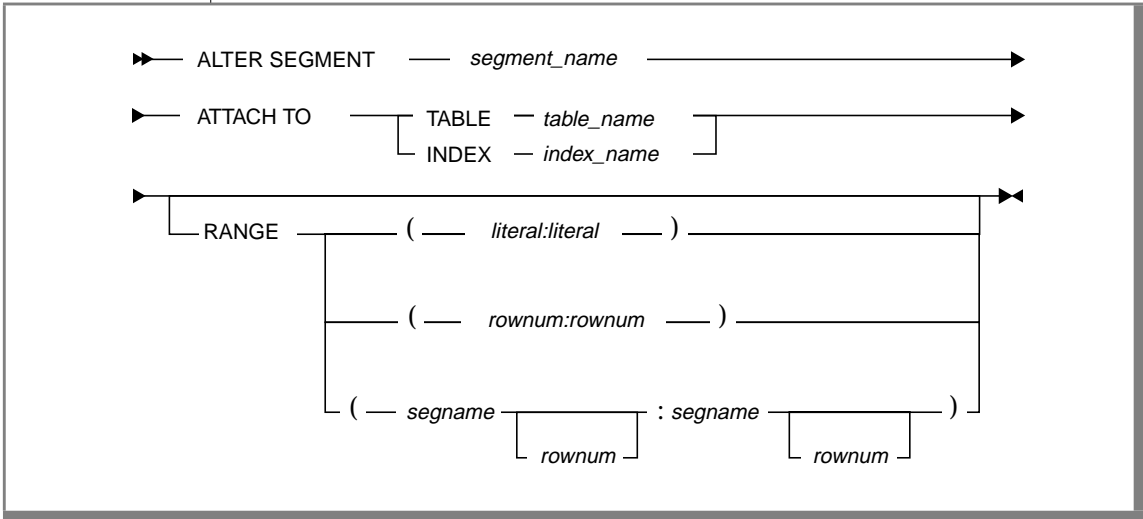 ALTER SEGMENT segment_name
ATTACH TO TABLE table_name
INDEX index_name
RANGE ( literal:literal )
( rownum:rownum )
( segname : segname )
rownum rownum